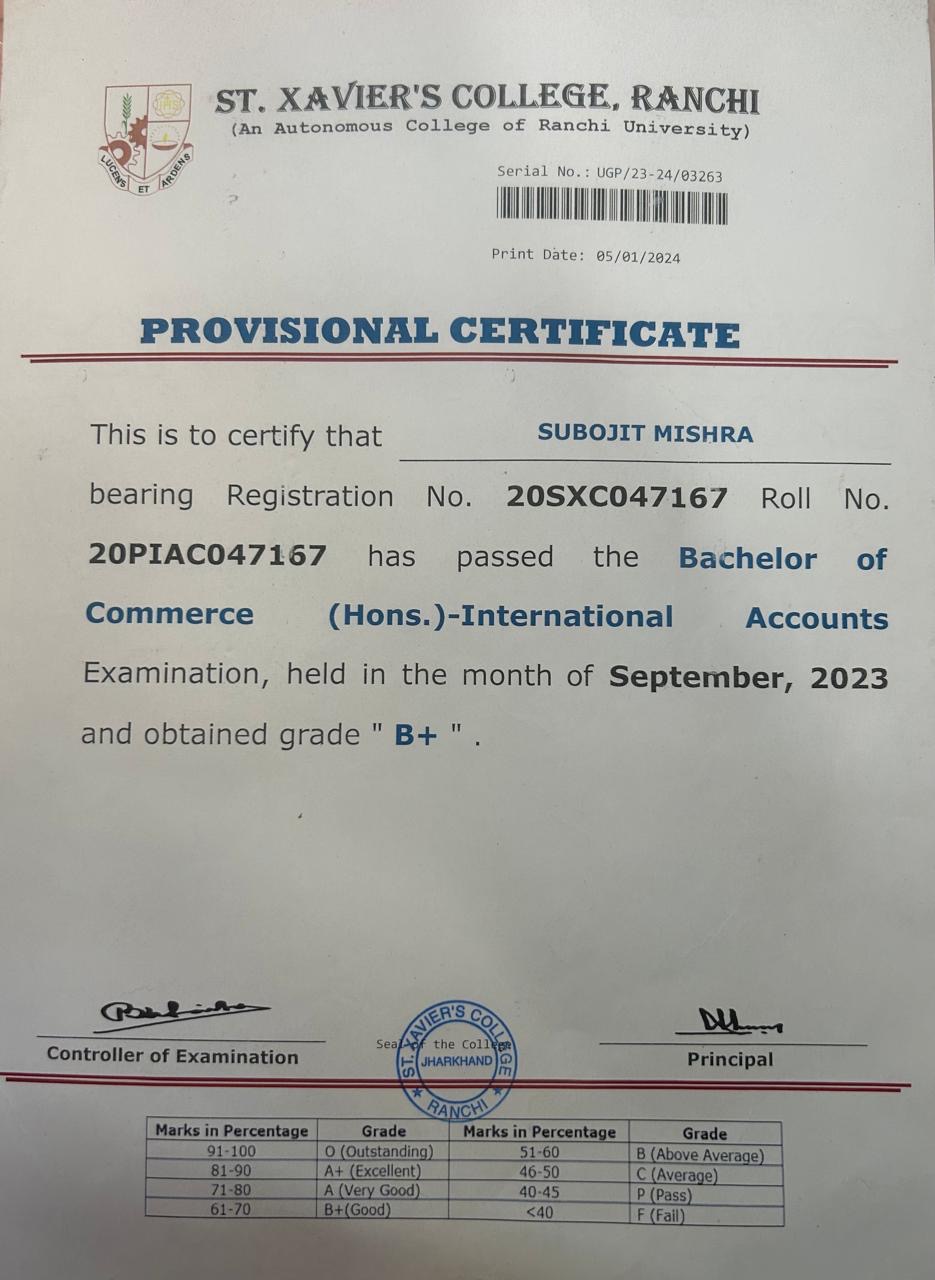 ST. XAVIER'S COLLEGE, RANCHI
(An Autonomous College of Ranchi University)
LUCENS ET ARDENS
IHS
Serial No.: UGP/23-24/03263
Print Date: 05/01/2024
PROVISIONAL CERTIFICATE
This is to certify that SUBOJIT MISHRA
bearing Registration No. 20SXC047167 Roll No.
20PIAC047167 has passed the Bachelor of
Commerce (Hons.)-International Accounts
Examination, held in the month of September, 2023
and obtained grade " B+ " .
Controller of Examination
Seal of the College
ST. XAVIER'S COLLEGE
JHARKHAND
RANCHI
Principal
Marks in Percentage Grade Marks in Percentage Grade
91-100 O (Outstanding) 51-60 B (Above Average)
81-90 A+ (Excellent) 46-50 C (Average)
71-80 A (Very Good) 40-45 P (Pass)
61-70 B+(Good) <40 F (Fail)